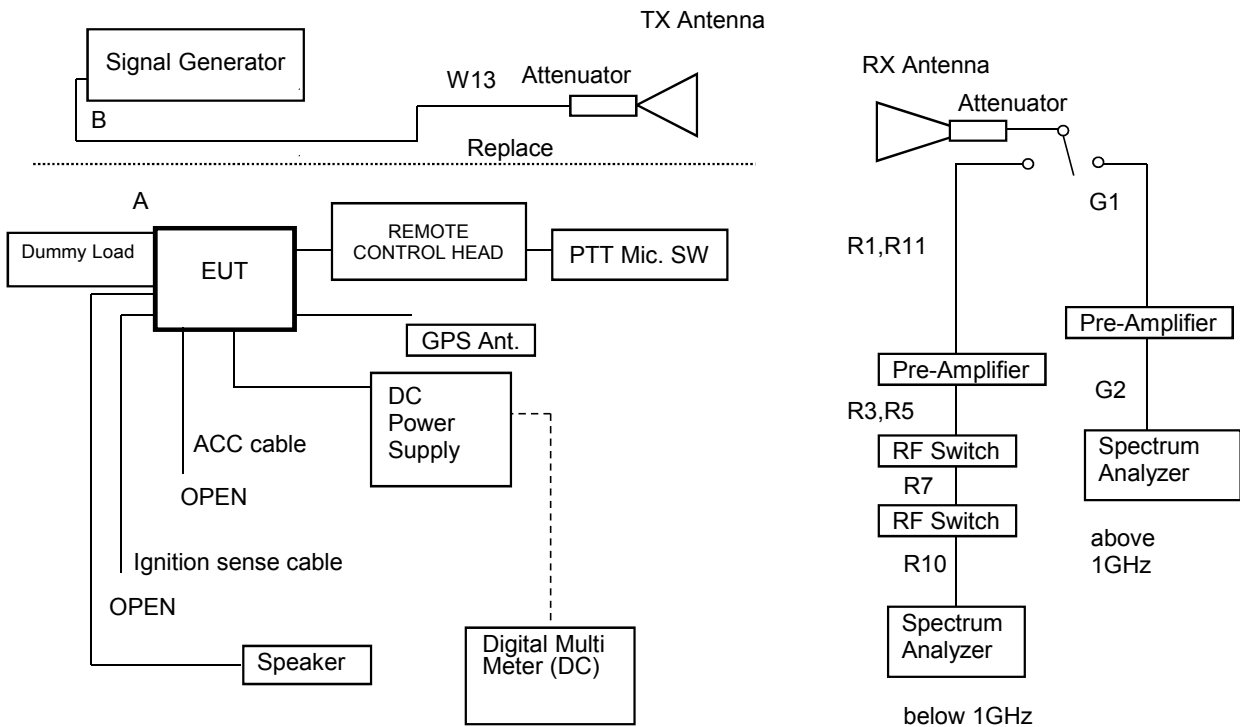 TX Antenna
Signal Generator
W13
Attenuator
B
Replace
A
Dummy Load
EUT
REMOTE
CONTROL HEAD
PTT Mic. SW
GPS Ant.
DC
Power
Supply
ACC cable
OPEN
Ignition sense cable
OPEN
Speaker
Digital Multi
Meter (DC)
RX Antenna
Attenuator
G1
R1,R11
Pre-Amplifier
Pre-Amplifier
R3,R5
G2
RF Switch
Spectrum
Analyzer
R7
RF Switch
above
1GHz
R10
Spectrum
Analyzer
below 1GHz